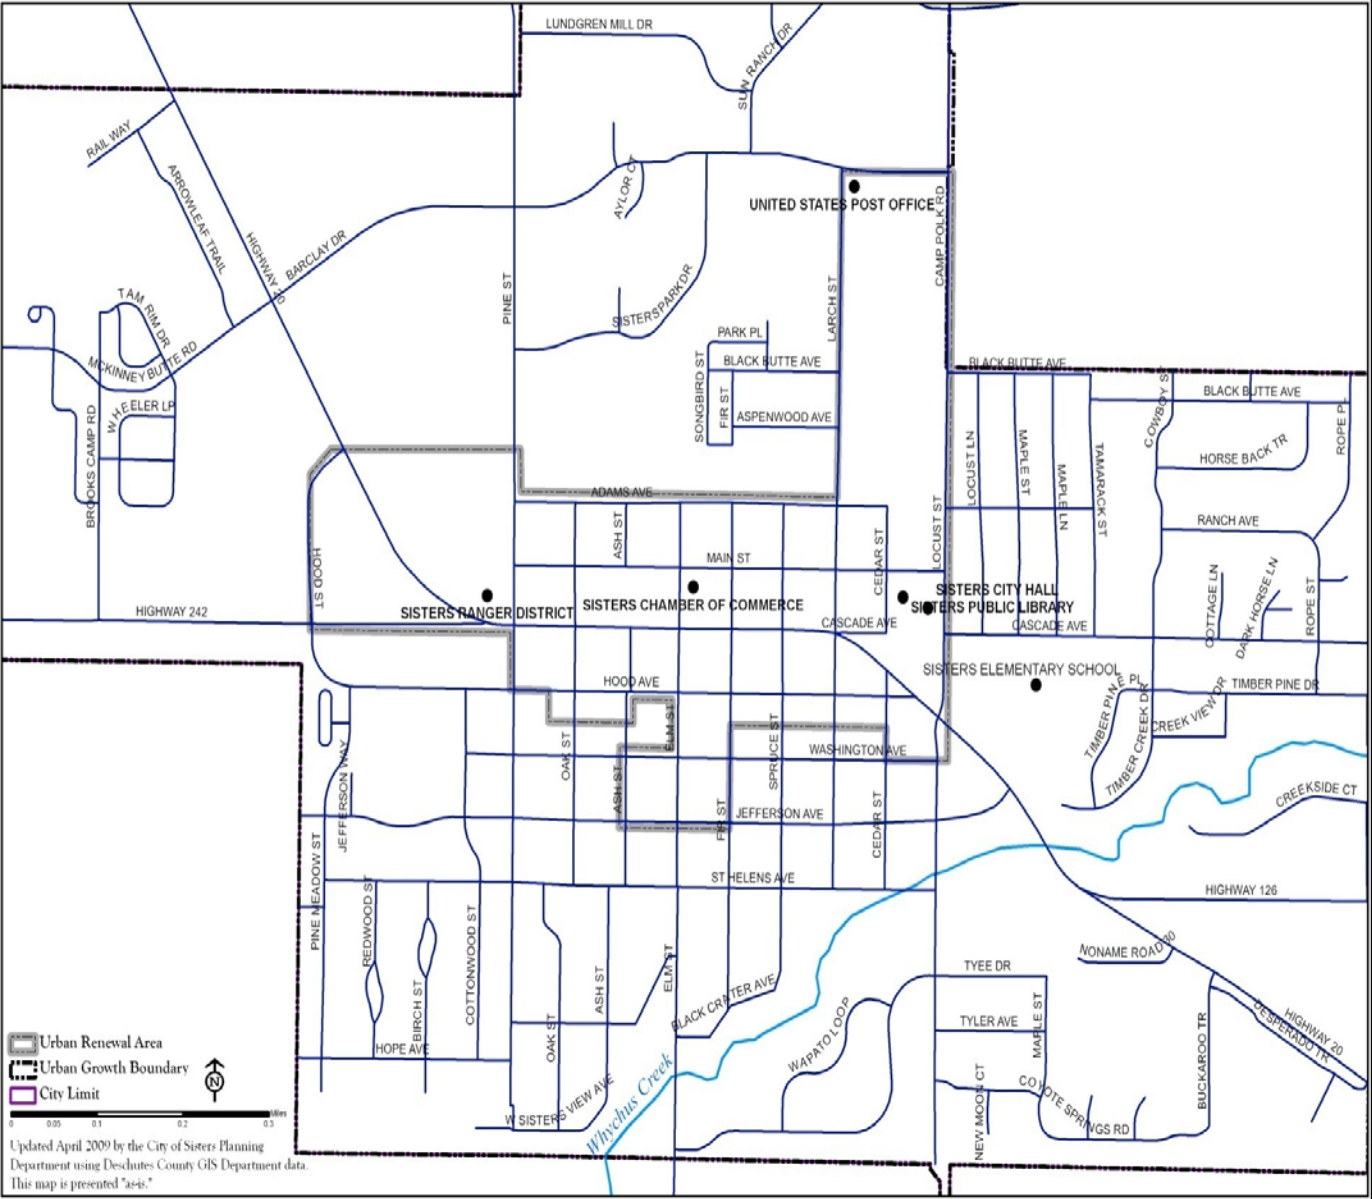 LUNDGREN MILL DR
SUN RANCH DR
RAIL WAY
ARROWLEAF TRAIL
AYLOR CT
UNITED STATES POST OFFICE
CAMP POLK RD
HIGHWAY 20
BARCLAY DR
PINE ST
LARCH ST
TAM RIM DR
SISTERS PARK DR
PARK PL
MCKINNEY BUTTE RD
SONGBIRD ST
BLACK BUTTE AVE
BLACK BUTTE AVE
BLACK BUTTE AVE
COWBOY ST
ROPE PL
WHEELER LP
FIR ST
ASPENWOOD AVE
BROOKS CAMP RD
LOCUST LN
MAPLE ST
MAPLE LN
TAMARACK ST
HORSE BACK TR
ADAMS AVE
ASH ST
CEDAR ST
LOCUST ST
RANCH AVE
HOOD ST
MAIN ST
COTTAGE LN
DARK HORSE LN
ROPE ST
SISTERS CITY HALL
SISTERS RANGER DISTRICT
SISTERS CHAMBER OF COMMERCE
SISTERS PUBLIC LIBRARY
HIGHWAY 242
CASCADE AVE
CASCADE AVE
SISTERS ELEMENTARY SCHOOL
HOOD AVE
TIMBER PINE PL
TIMBER PINE DR
TIMBER CREEK DR
CREEK VIEW DR
ELM ST
OAK ST
SPRUCE ST
WASHINGTON AVE
JEFFERSON WAY
ASH ST
FIR ST
JEFFERSON AVE
CEDAR ST
CREEKSIDE CT
PINE MEADOW ST
ST HELENS AVE
HIGHWAY 126
REDWOOD ST
BIRCH ST
COTTONWOOD ST
ASH ST
ELM ST
OAK ST
NONAME ROAD 30
TYEE DR
BLACK CRATER AVE
WAPATO LOOP
TYLER AVE
MAPLE ST
BUCKAROO TR
HIGHWAY 20
DESPERADO TR
HOPE AVE
W SISTERS VIEW AVE
Whychus Creek
NEW MOON CT
COYOTE SPRINGS RD
Urban Renewal Area
Urban Growth Boundary
City Limit
N
Miles
0 0.05 0.1 0.2 0.3
Updated April 2009 by the City of Sisters Planning
Department using Deschutes County GIS Department data.
This map is presented "as-is."